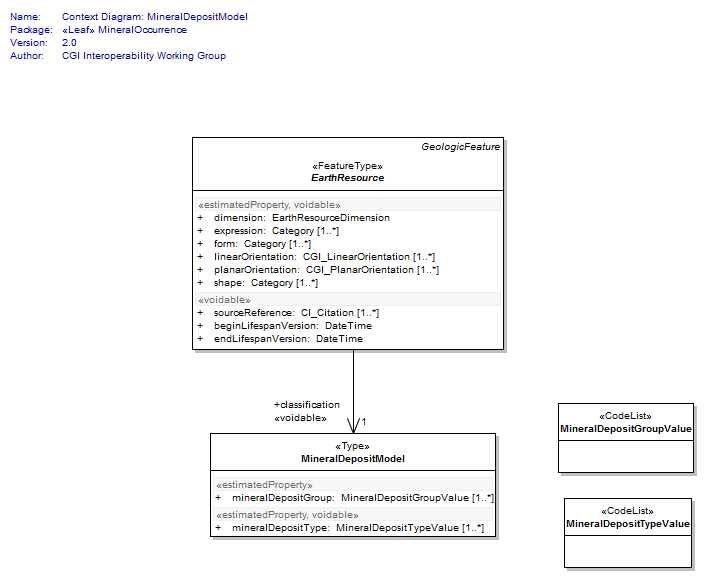 Name: Context Diagram: MineralDepositModel
Package: «Leaf» MineralOccurrence
Version: 2.0
Author: CGI Interoperability Working Group
GeologicFeature
«FeatureType»
EarthResource
«estimatedProperty, voidable»
+ dimension: EarthResourceDimension
+ expression: Category [1..*]
+ form: Category [1..*]
+ linearOrientation: CGI_LinearOrientation [1..*]
+ planarOrientation: CGI_PlanarOrientation [1..*]
+ shape: Category [1..*]
«voidable»
+ sourceReference: CI_Citation [1..*]
+ beginLifespanVersion: DateTime
+ endLifespanVersion: DateTime
+classification
«voidable» 1
«Type»
MineralDepositModel
«estimatedProperty»
+ mineralDepositGroup: MineralDepositGroupValue [1..*]
«estimatedProperty, voidable»
+ mineralDepositType: MineralDepositTypeValue [1..*]
«CodeList»
MineralDepositGroupValue
«CodeList»
MineralDepositTypeValue